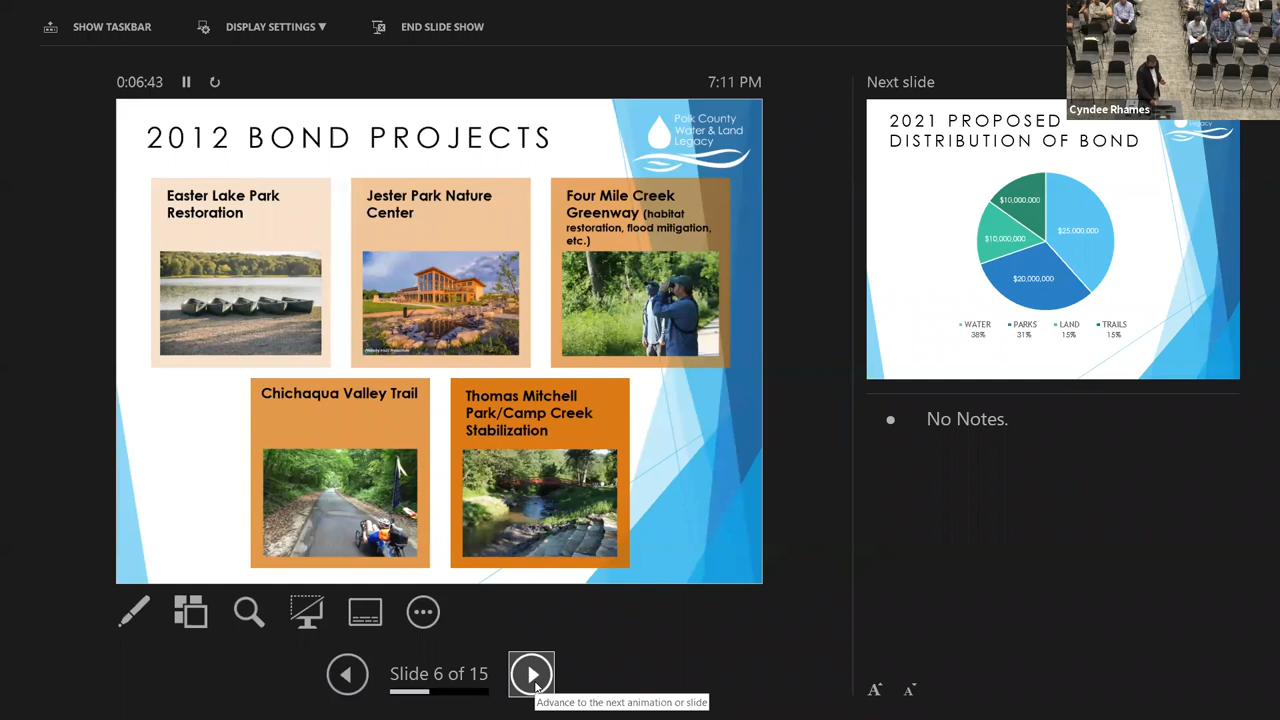 SHOW TASKBAR
DISPLAY SETTINGS ▼
END SLIDE SHOW
0:06:43
7:11 PM
Next slide
Cyndee Rhames
2012 BOND PROJECTS
Polk County
Water & Land
Legacy
Easter Lake Park
Restoration
Jester Park Nature
Center
Four Mile Creek
Greenway (habitat
restoration, flood mitigation,
etc.)
Chichaqua Valley Trail
Thomas Mitchell
Park/Camp Creek
Stabilization
2021 PROPOSED
DISTRIBUTION OF BOND
$10,000,000
$25,000,000
$10,000,000
$20,000,000
WATER
38%
PARKS
31%
LAND
15%
TRAILS
15%
No Notes.
Slide 6 of 15
Advance to the next animation or slide
A A